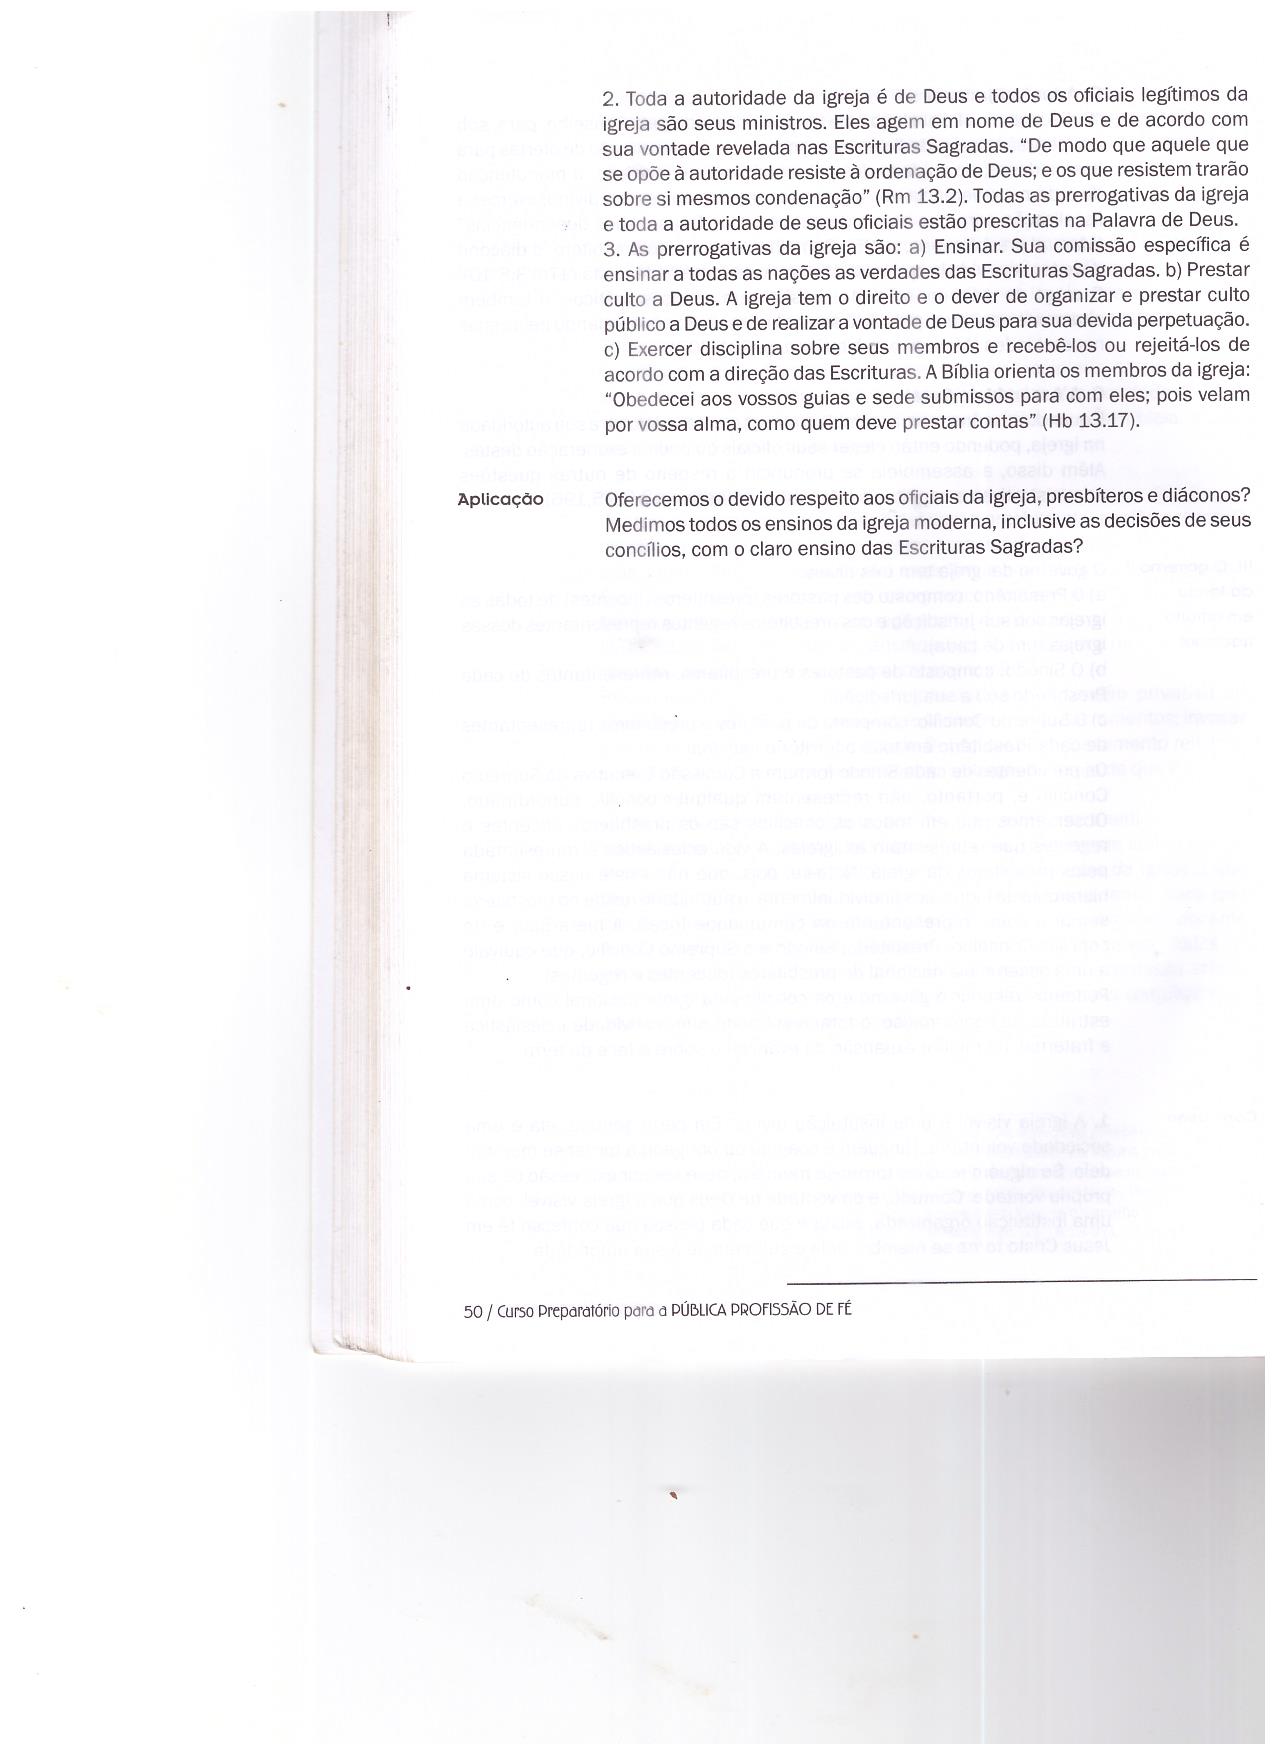 2. Toda a autoridade da igreja é de Deus e todos os oficiais legítimos da
igreja são seus ministros. Eles agem em nome de Deus e de acordo com
sua vontade revelada nas Escrituras Sagradas. “De modo que aquele que
se opõe à autoridade resiste à ordenação de Deus; e os que resistem trarão
sobre si mesmos condenação” (Rm 13.2). Todas as prerrogativas da igreja
e toda a autoridade de seus oficiais estão prescritas na Palavra de Deus.
3. As prerrogativas da igreja são: a) Ensinar. Sua comissão específica é
ensinar a todas as nações as verdades das Escrituras Sagradas. b) Prestar
culto a Deus. A igreja tem o direito e o dever de organizar e prestar culto
público a Deus e de realizar a vontade de Deus para sua devida perpetuação.
c) Exercer disciplina sobre seus membros e recebê-los ou rejeitá-los de
acordo com a direção das Escrituras. A Bíblia orienta os membros da igreja:
“Obedecei aos vossos guias e sede submissos para com eles; pois velam
por vossa alma, como quem deve prestar contas” (Hb 13.17).
Aplicação
Oferecemos o devido respeito aos oficiais da igreja, presbíteros e diáconos?
Medimos todos os ensinos da igreja moderna, inclusive as decisões de seus
concílios, com o claro ensino das Escrituras Sagradas?
50 / Curso Preparatório para a PÚBLICA PROFISSÃO DE FÉ